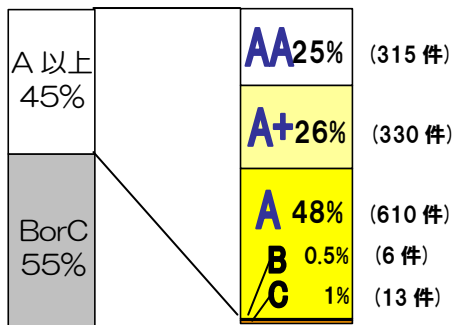 A 以上
45%
BorC
55%
AA25% (315 件)
A+26% (330 件)
A 48% (610 件)
B 0.5% (6 件)
C 1% (13 件)